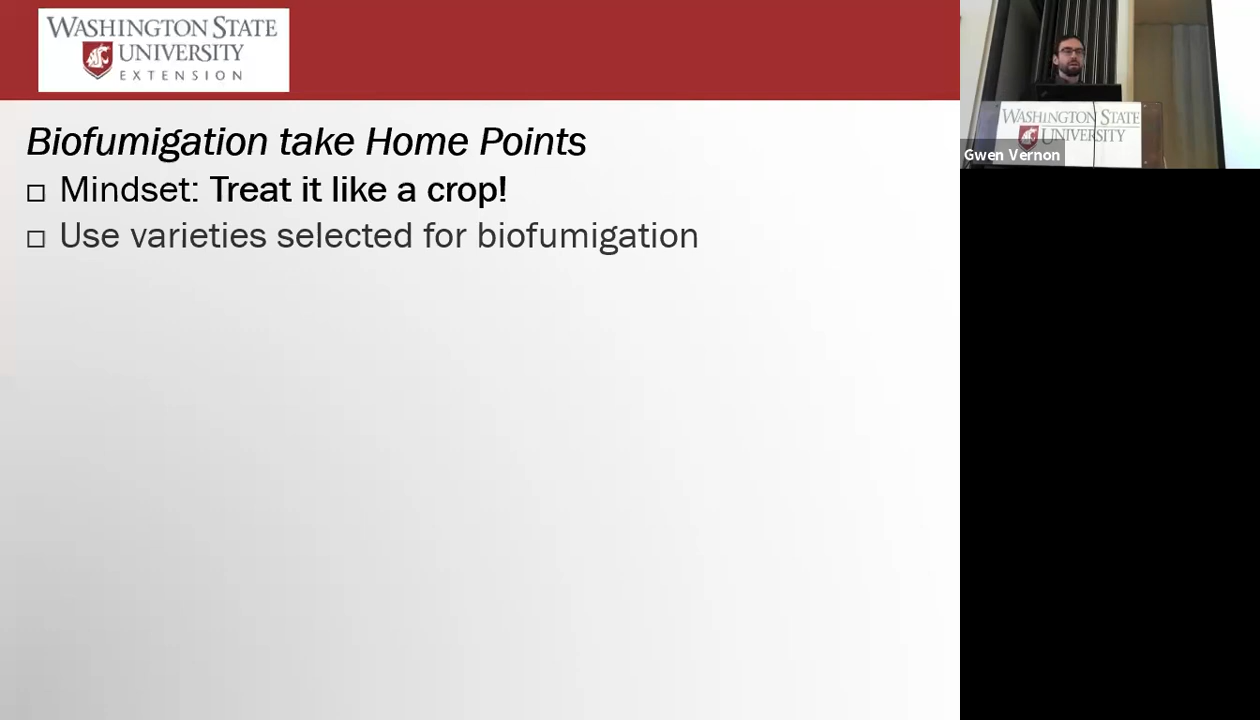 WASHINGTON STATE
UNIVERSITY
EXTENSION
Biofumigation take Home Points
Mindset: Treat it like a crop!
Use varieties selected for biofumigation
WASHINGTON STATE
UNIVERSITY
Gwen Vernon